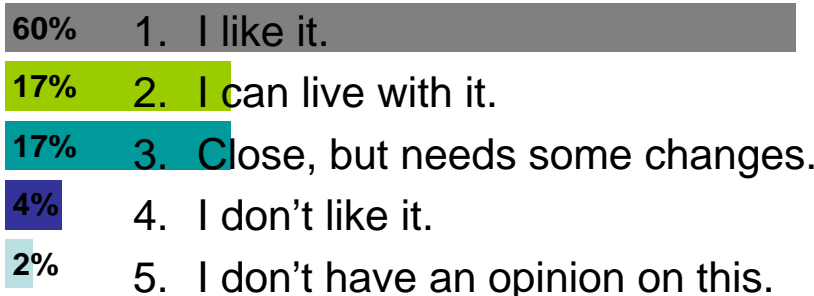 60% 1. I like it.
17% 2. I can live with it.
17% 3. Close, but needs some changes.
4% 4. I don’t like it.
2% 5. I don’t have an opinion on this.